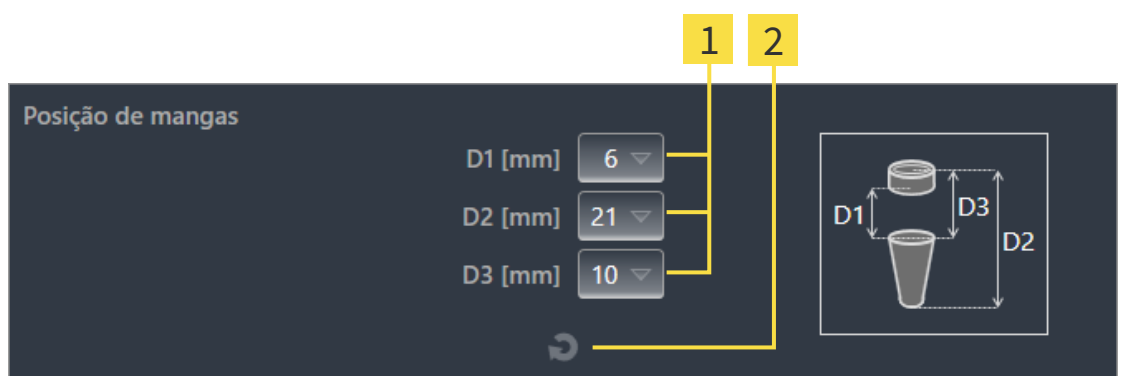 1 2
Posição de mangas
D1 [mm] 6
D2 [mm] 21
D3 [mm] 10
D1 D3
D2